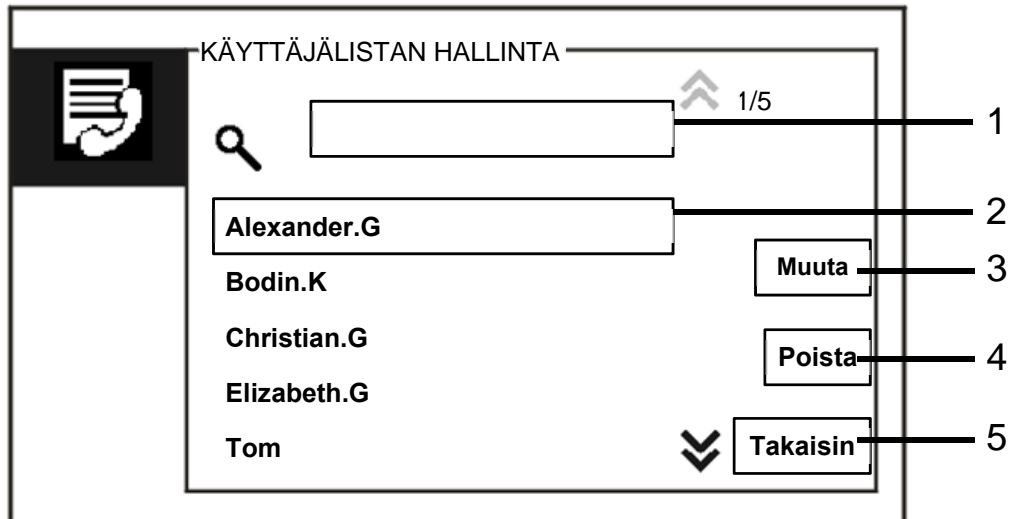 KÄYTTÄJÄLISTAN HALLINTA
1/5
1
Alexander.G
2
Bodin.K
Muuta
3
Christian.G
Poista
4
Elizabeth.G
Tom
Takaisin
5